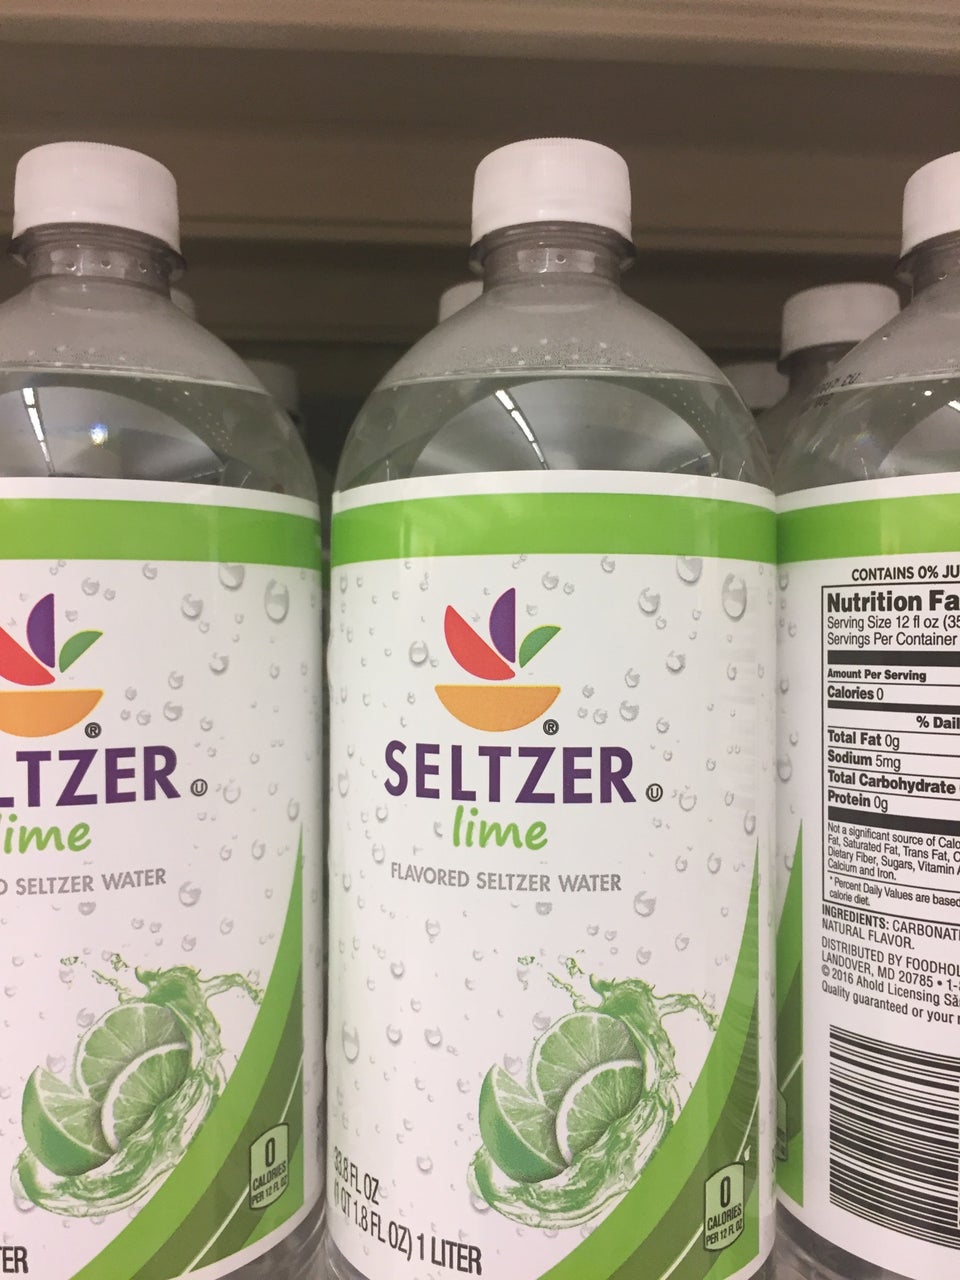 LTZER
lime
D SELTZER WATER
0
CALORIES
PER 12 FL OZ
TER
®
SELTZER
lime
FLAVORED SELTZER WATER
33.8 FL OZ
(1 QT 1.8 FL OZ) 1 LITER
0
CALORIES
PER 12 FL OZ
CONTAINS 0% JU
Nutrition Fa
Serving Size 12 fl oz (35
Servings Per Container
Amount Per Serving
Calories 0
% Dail
Total Fat 0g
Sodium 5mg
Total Carbohydrate
Protein 0g
Not a significant source of Calo
Fat, Saturated Fat, Trans Fat, C
Dietary Fiber, Sugars, Vitamin A
Calcium and Iron.
* Percent Daily Values are based
calorie diet.
INGREDIENTS: CARBONAT
NATURAL FLAVOR.
DISTRIBUTED BY FOODHOL
LANDOVER, MD 20785 • 1-
© 2016 Ahold Licensing Sà
Quality guaranteed or your